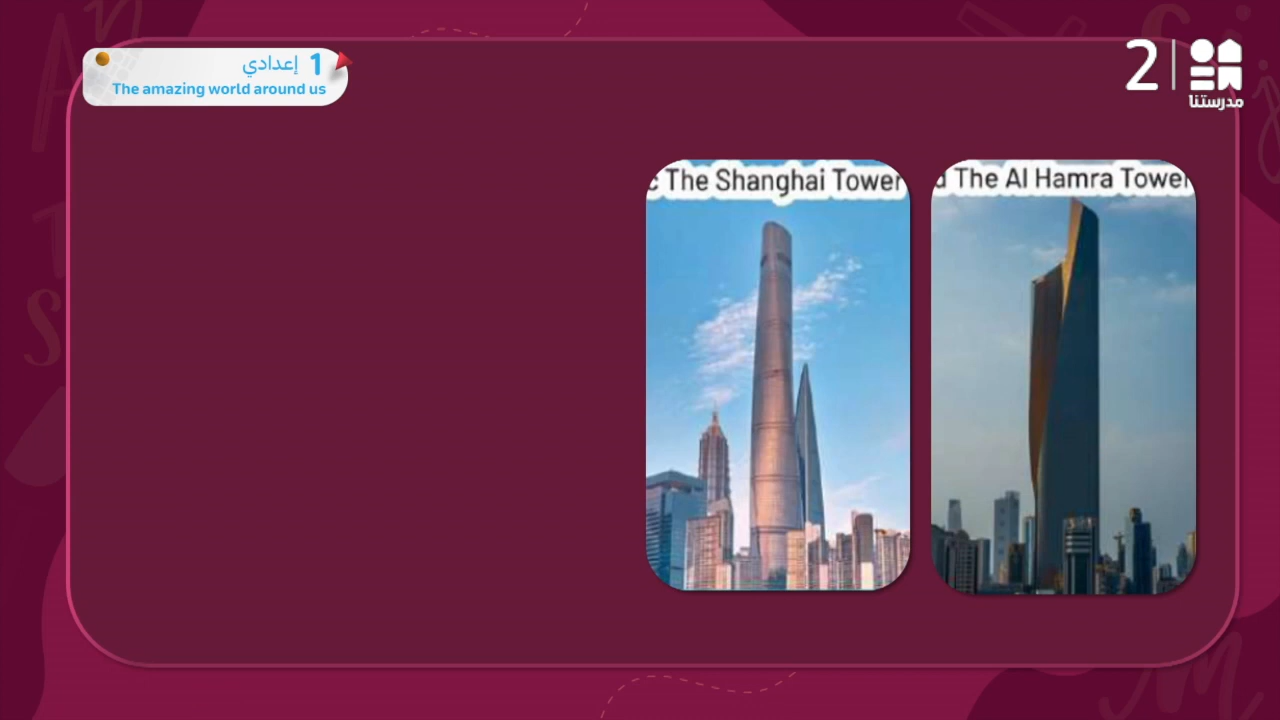 1 إعدادي
The amazing world around us
2
مدرستنا
c The Shanghai Tower
d The Al Hamra Tower